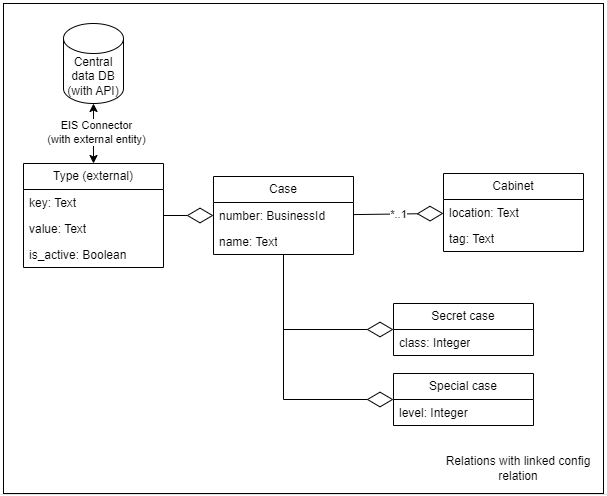 Central
data DB
(with API)
EIS Connector
(with external entity)
Type (external)
key: Text
value: Text
is_active: Boolean
Case
number: BusinessId
name: Text
*..1
Cabinet
location: Text
tag: Text
Secret case
class: Integer
Special case
level: Integer
Relations with linked config
relation